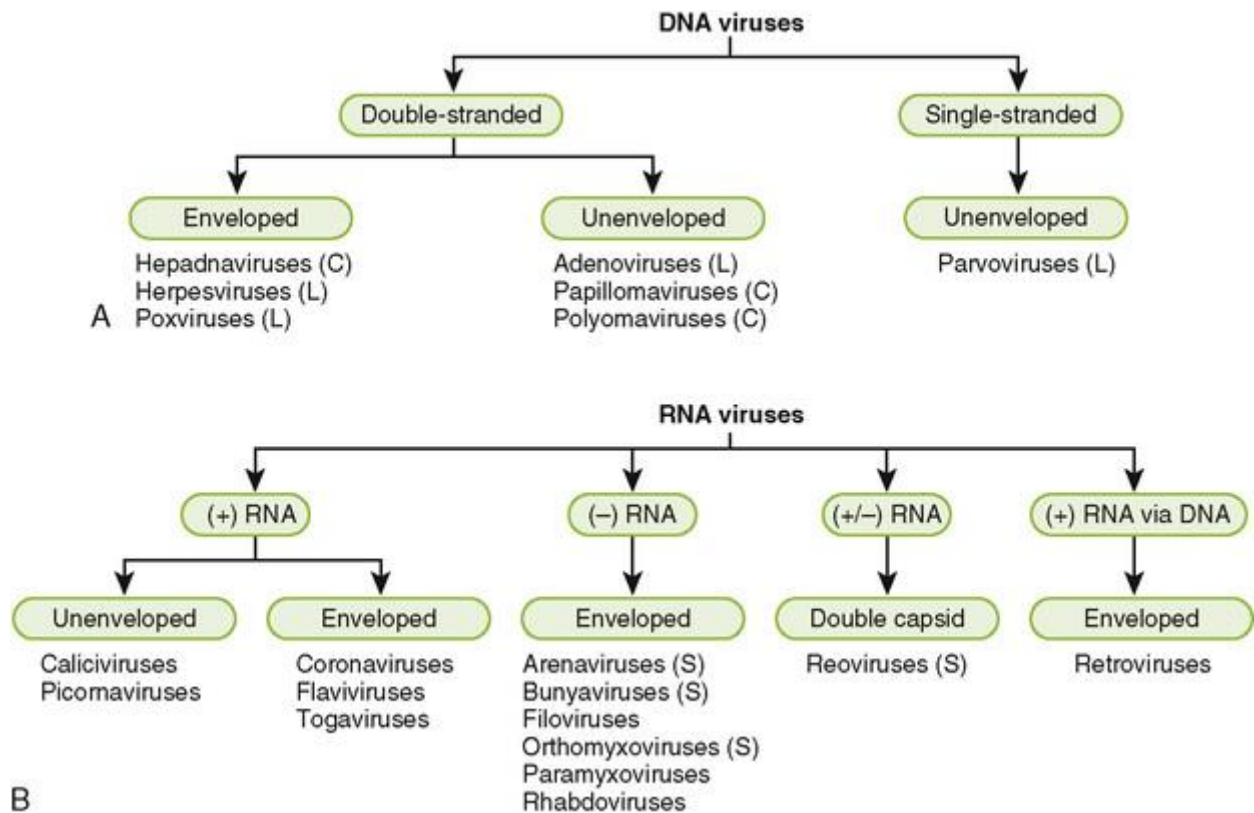 DNA viruses
Double-stranded
Single-stranded
Enveloped
Unenveloped
Unenveloped
Hepadnaviruses (C)
Herpesviruses (L)
Poxviruses (L)
Adenoviruses (L)
Papillomaviruses (C)
Polyomaviruses (C)
Parvoviruses (L)
A
RNA viruses
(+) RNA
(–) RNA
(+/–) RNA
(+) RNA via DNA
Unenveloped
Enveloped
Enveloped
Double capsid
Enveloped
Caliciviruses
Picornaviruses
Coronaviruses
Flaviviruses
Togaviruses
Arenaviruses (S)
Bunyaviruses (S)
Filoviruses
Orthomyxoviruses (S)
Paramyxoviruses
Rhabdoviruses
Reoviruses (S)
Retroviruses
B